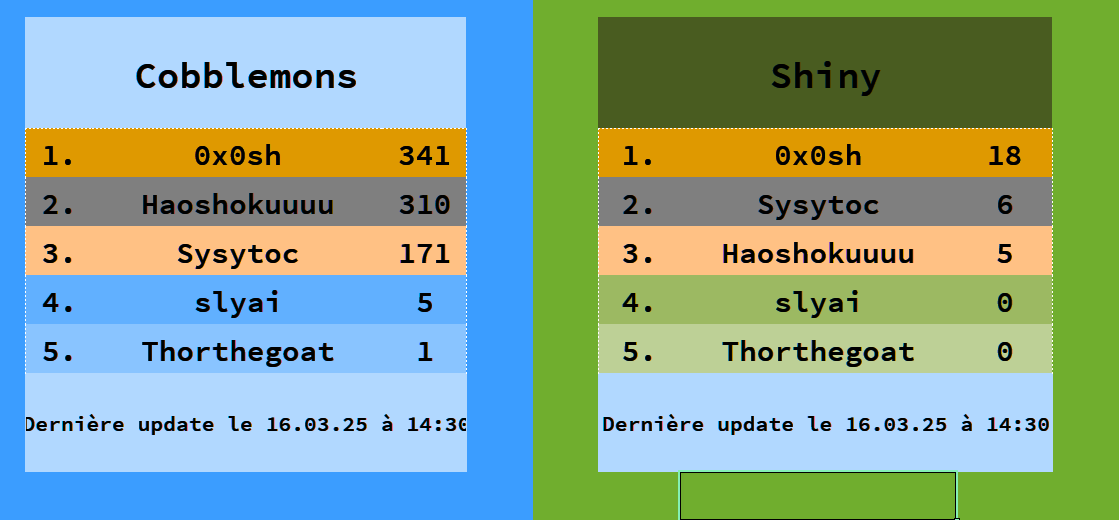 Cobblemons
1. 0x0sh 341
2. Haoshokuuuu 310
3. Sysytoc 171
4. slyai 5
5. Thorthegoat 1
Dernière update le 16.03.25 à 14:30
Shiny
1. 0x0sh 18
2. Sysytoc 6
3. Haoshokuuuu 5
4. slyai 0
5. Thorthegoat 0
Dernière update le 16.03.25 à 14:30